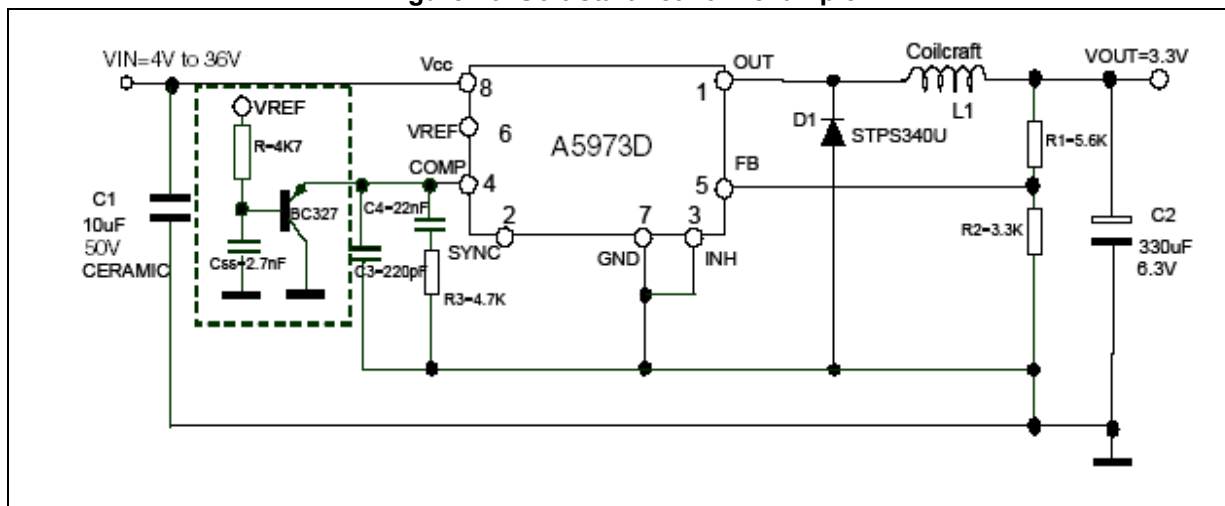 VIN=4V to 36V
Vcc
8
OUT
1
Coilcraft
L1
VOUT=3.3V
VREF
VREF
6
A5973D
D1
STPS340U
R1=5.6K
R=4K7
COMP
4
FB
5
C1
10uF
50V
CERAMIC
BC327
C4=22nF
2
7
3
R2=3.3K
C2
330uF
6.3V
Css=2.7nF
C3=220pF
SYNC
GND
INH
R3=4.7K